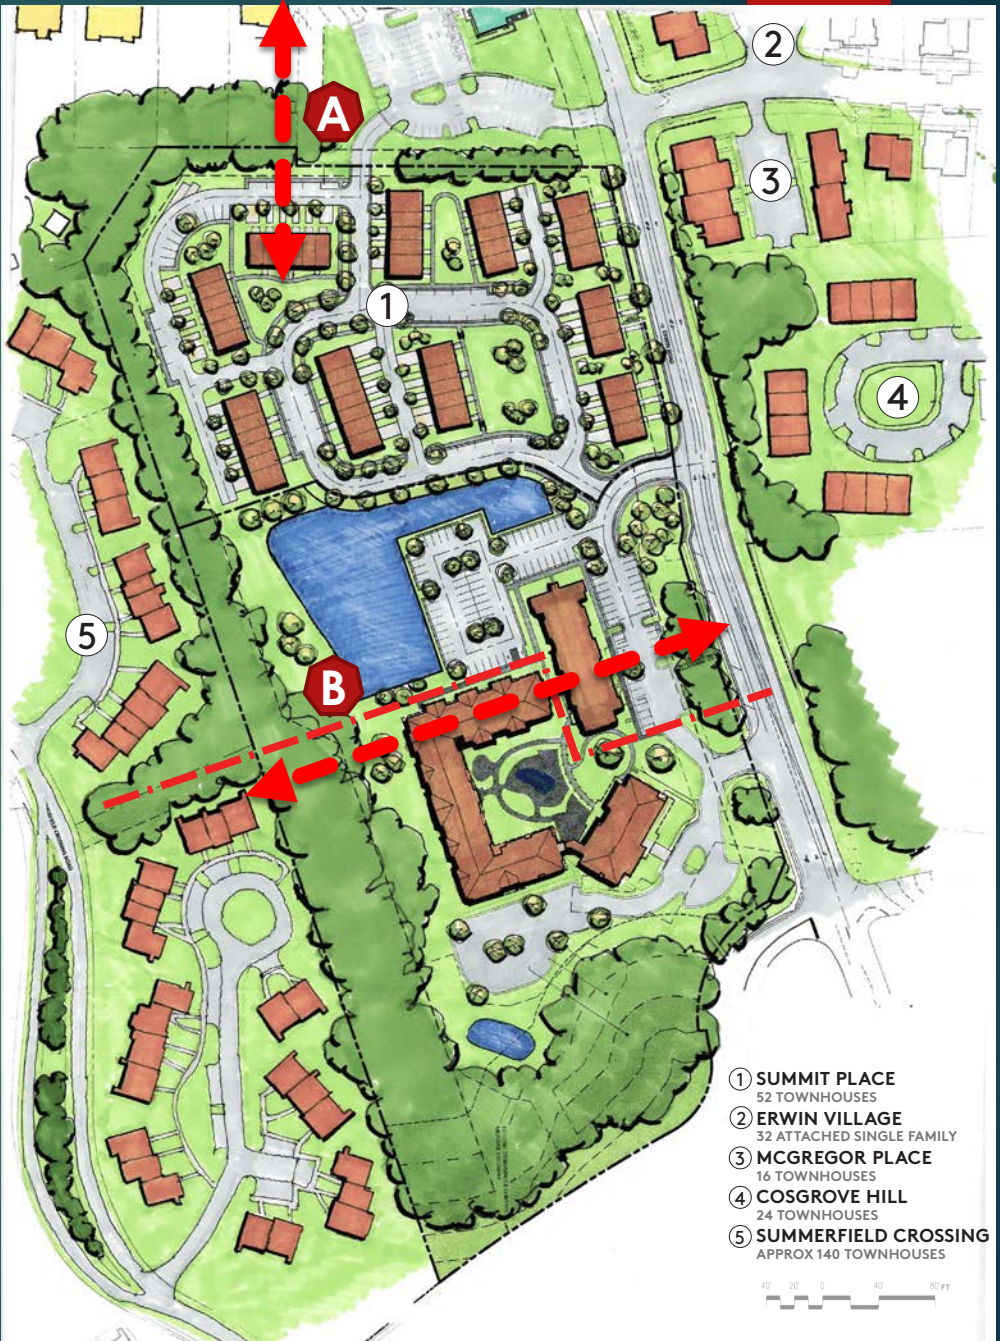 A
2
3
1
4
5
B
① SUMMIT PLACE
52 TOWNHOUSES
② ERWIN VILLAGE
32 ATTACHED SINGLE FAMILY
③ MCGREGOR PLACE
16 TOWNHOUSES
④ COSGROVE HILL
24 TOWNHOUSES
⑤ SUMMERFIELD CROSSING
APPROX 140 TOWNHOUSES
40' 20' 0 40' 80' FT